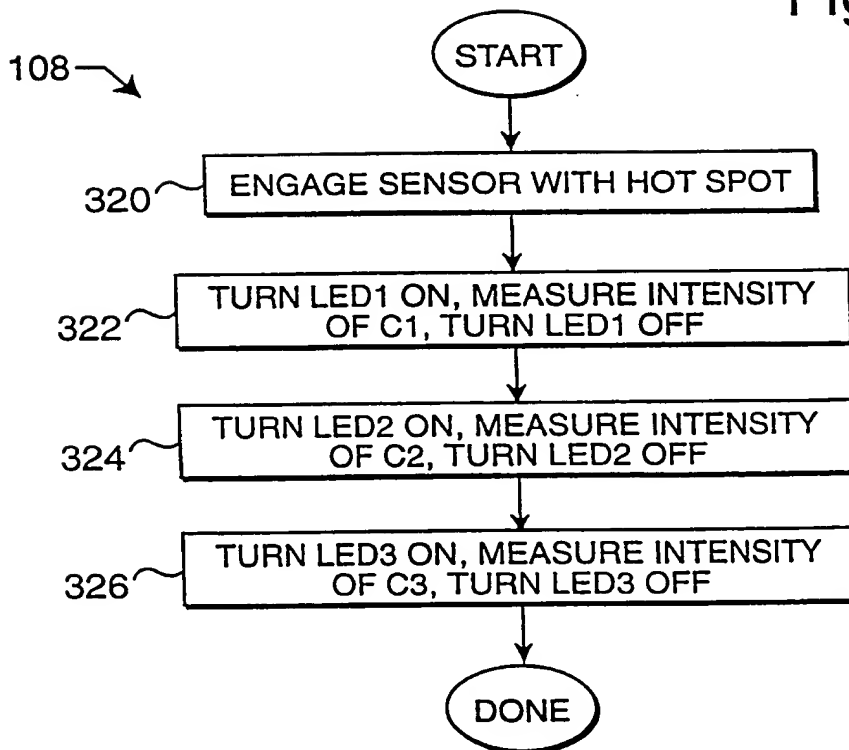 START
108
320
ENGAGE SENSOR WITH HOT SPOT
322
TURN LED1 ON, MEASURE INTENSITY
OF C1, TURN LED1 OFF
324
TURN LED2 ON, MEASURE INTENSITY
OF C2, TURN LED2 OFF
326
TURN LED3 ON, MEASURE INTENSITY
OF C3, TURN LED3 OFF
DONE